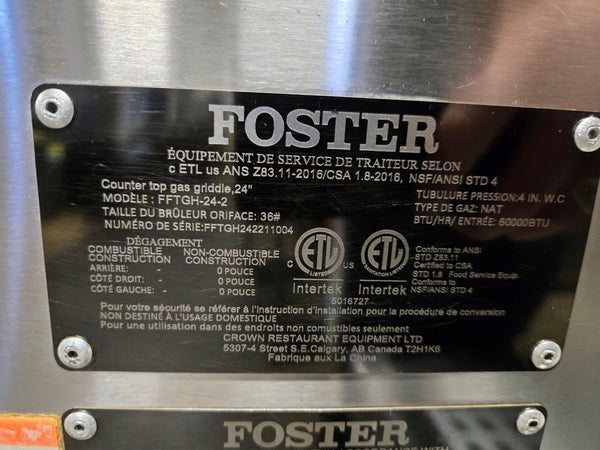 FOSTER
ÉQUIPEMENT DE SERVICE DE TRAITEUR SELON
c ETL us ANS Z83.11-2016/CSA 1.8-2016, NSF/ANSI STD 4
Counter top gas griddle,24"
MODÈLE : FFTGH-24-2
TAILLE DU BRÛLEUR ORIFACE: 36#
NUMÉRO DE SÉRIE:FFTGH242211004
TUBULURE PRESSION:4 IN. W.C
TYPE DE GAZ: NAT
BTU/HR/ ENTRÉE: 60000BTU
DÉGAGEMENT
COMBUSTIBLE NON-COMBUSTIBLE
CONSTRUCTION CONSTRUCTION
ARRIÈRE: - 0 POUCE
CÔTÉ DROIT: - 0 POUCE
CÔTÉ GAUCHE: - 0 POUCE
C ETL US ETL
Intertek Intertek
5016727
Conforms to ANSI
STD Z83.11
Certified to CSA
STD 1.8 Food Service Equip.
Conforms to
NSF/ANSI STD 4
Pour votre sécurité se référer à l'instruction d'installation pour la procédure de conversion
NON DESTINÉ À L'USAGE DOMESTIQUE
Pour une utilisation dans des endroits non combustibles seulement
CROWN RESTAURANT EQUIPMENT LTD
5307-4 Street S.E.Calgary, AB Canada T2H1K6
Fabrique aux La China
FOSTER